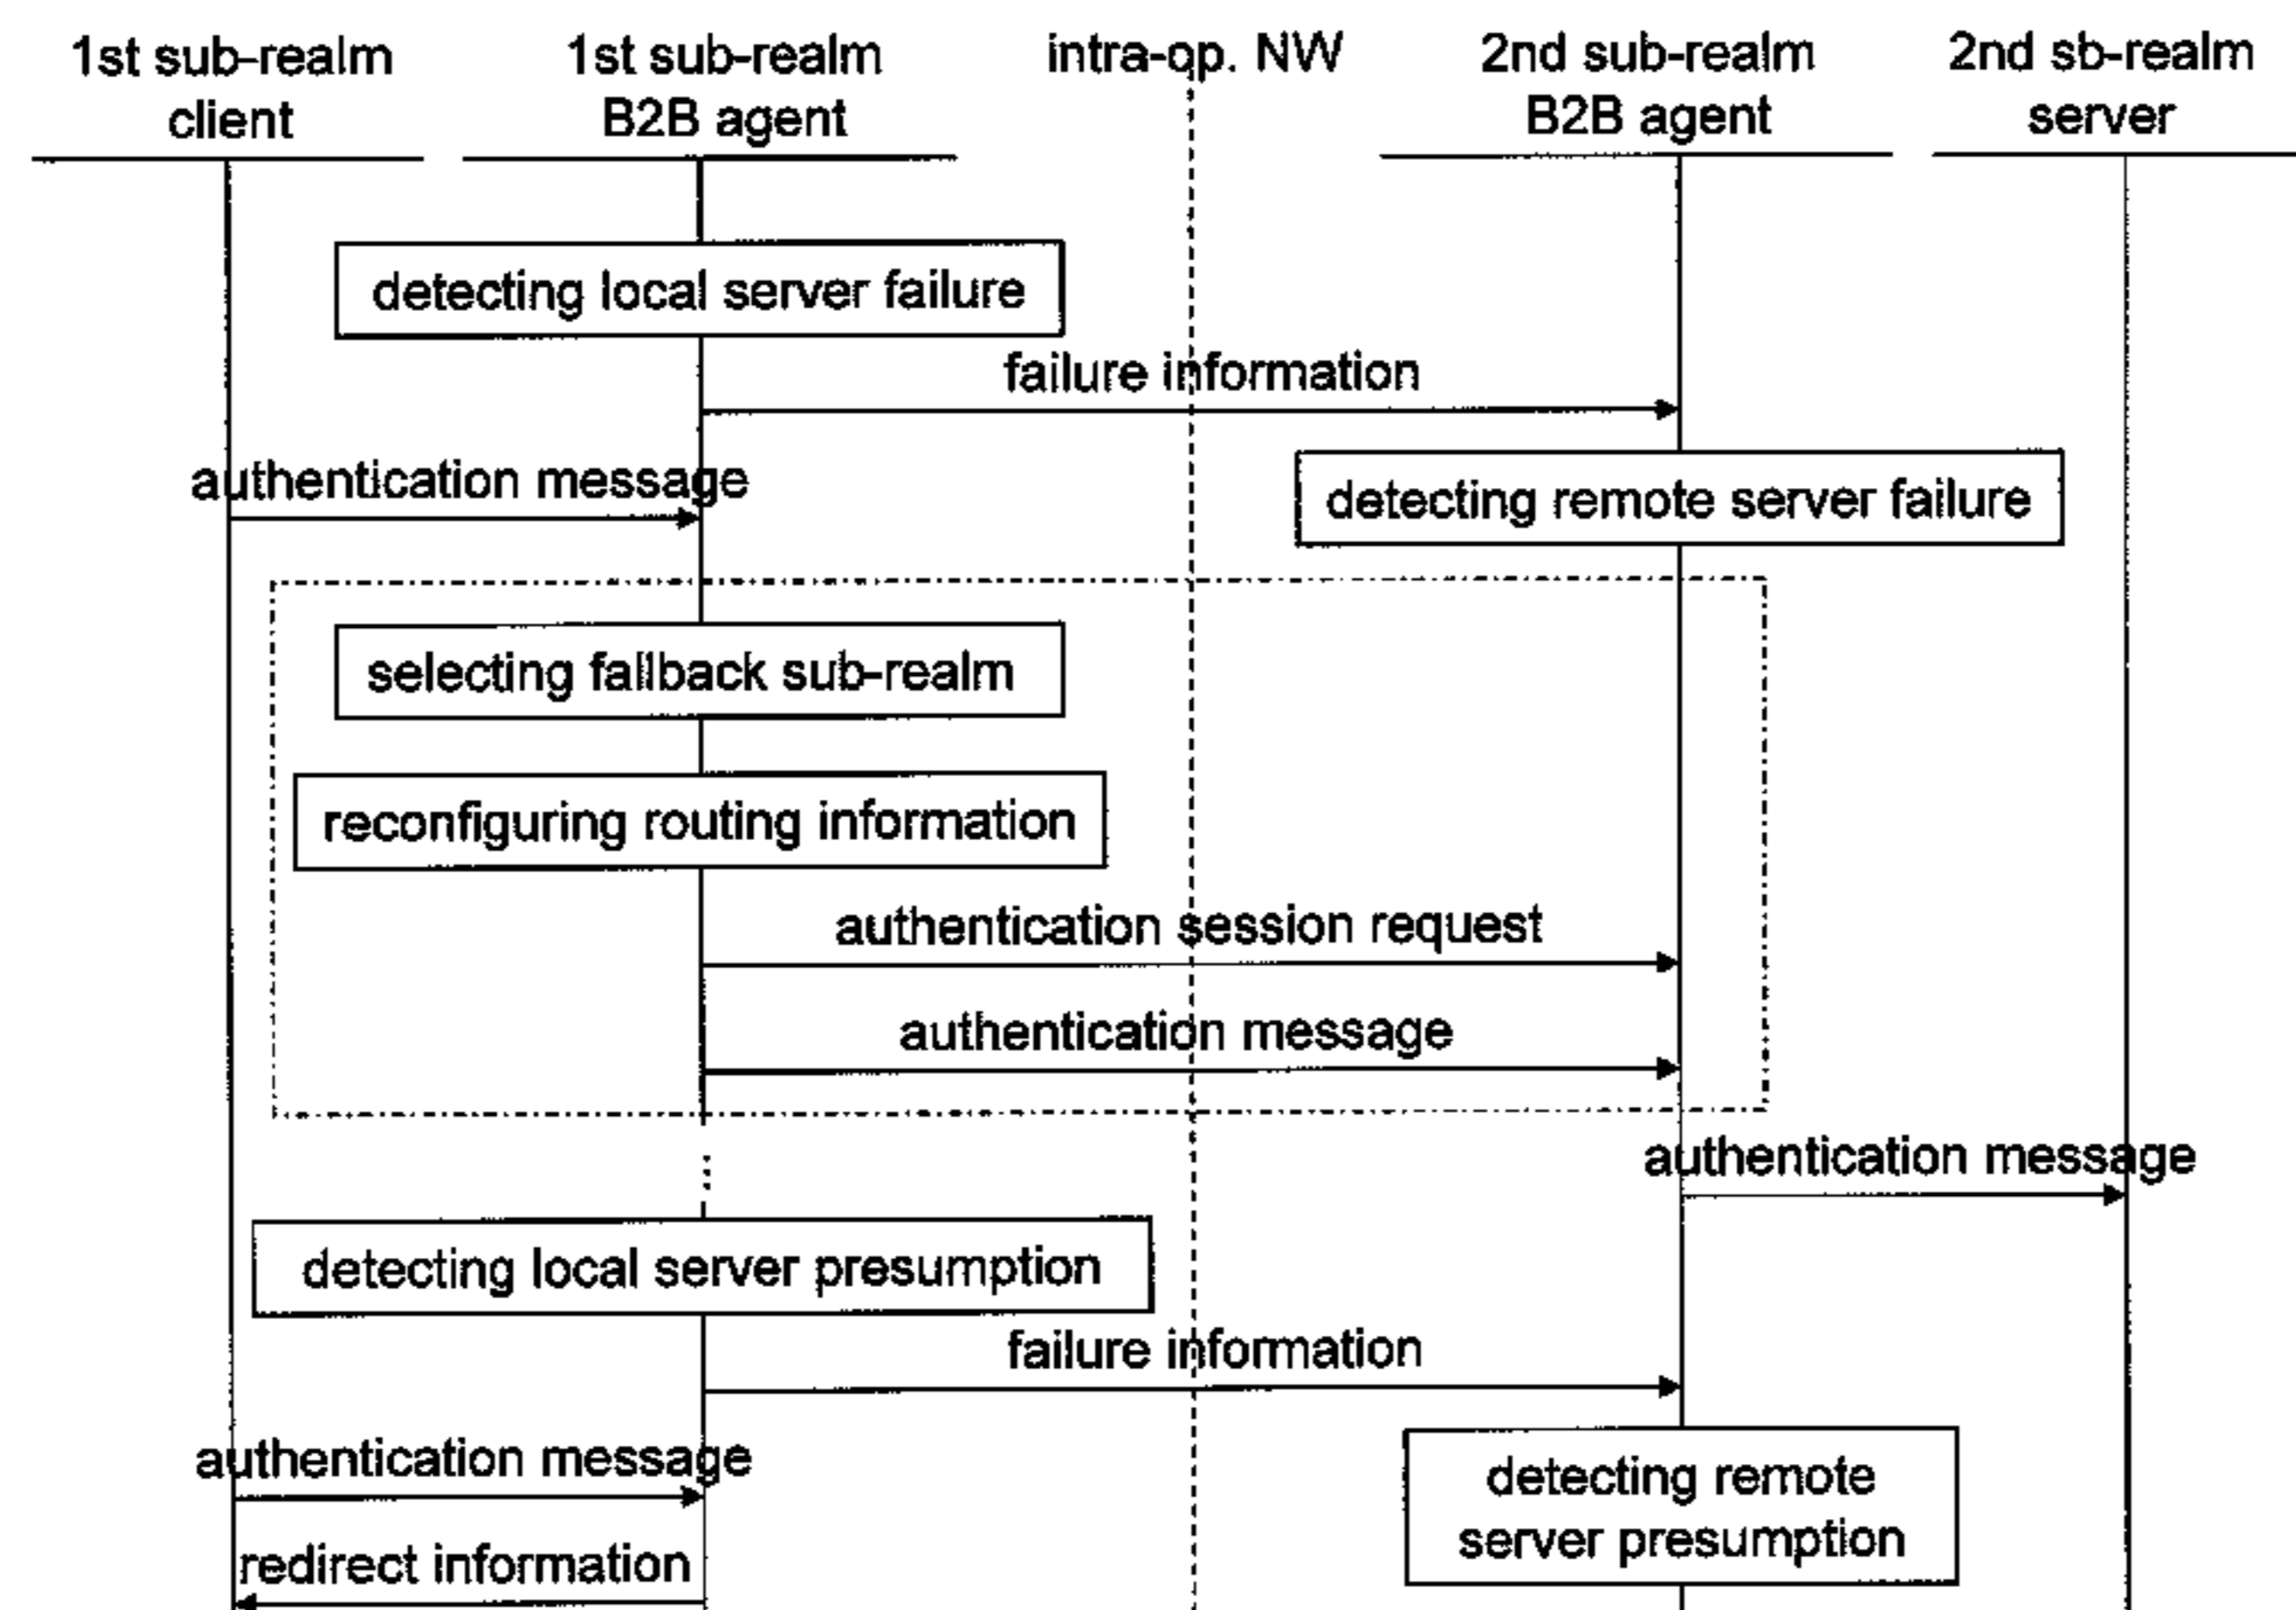 1st sub-realm
client
1st sub-realm
B2B agent
intra-op. NW
2nd sub-realm
B2B agent
2nd sb-realm
server
detecting local server failure
failure information
authentication message
detecting remote server failure
selecting fallback sub-realm
reconfiguring routing information
authentication session request
authentication message
authentication message
detecting local server presumption
failure information
authentication message
detecting remote
server presumption
redirect information